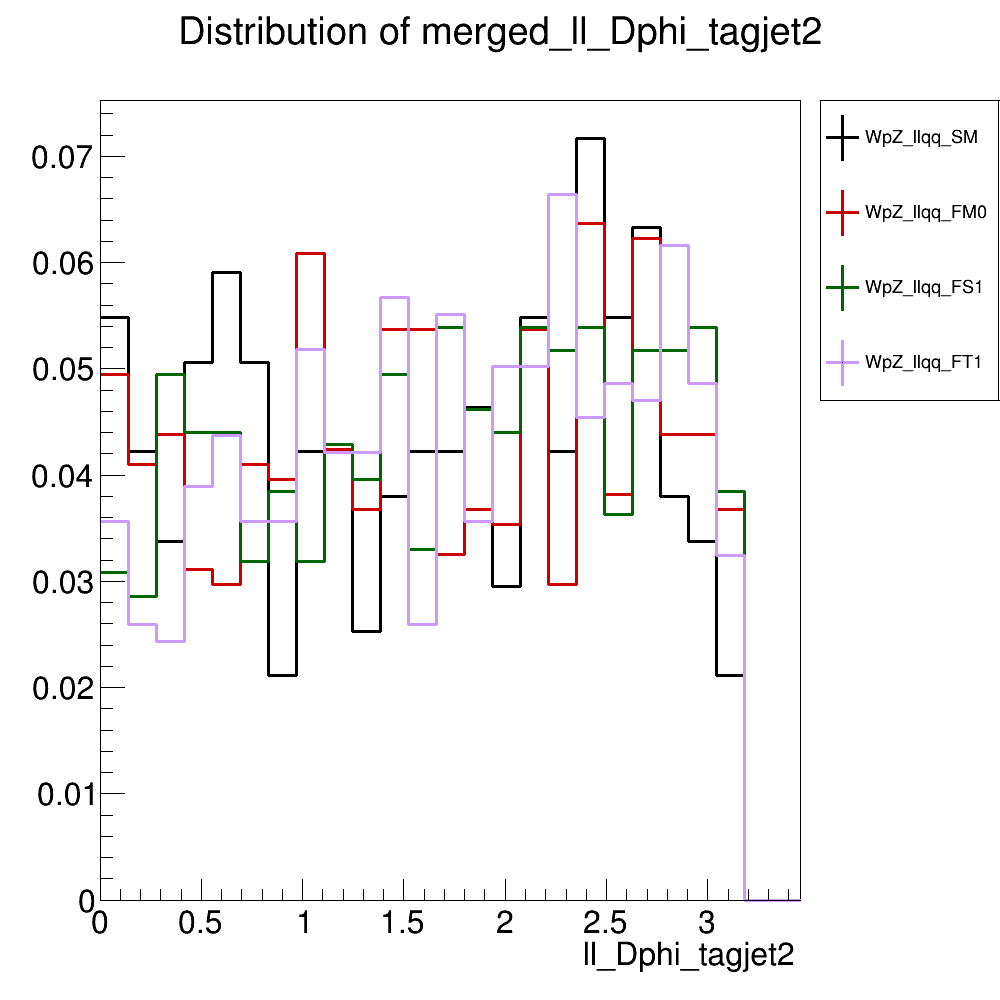 Distribution of merged_ll_Dphi_tagjet2
WpZ_llqq_SM
WpZ_llqq_FM0
WpZ_llqq_FS1
WpZ_llqq_FT1
0.07
0.06
0.05
0.04
0.03
0.02
0.01
0
0 0.5 1 1.5 2 2.5 3
ll_Dphi_tagjet2